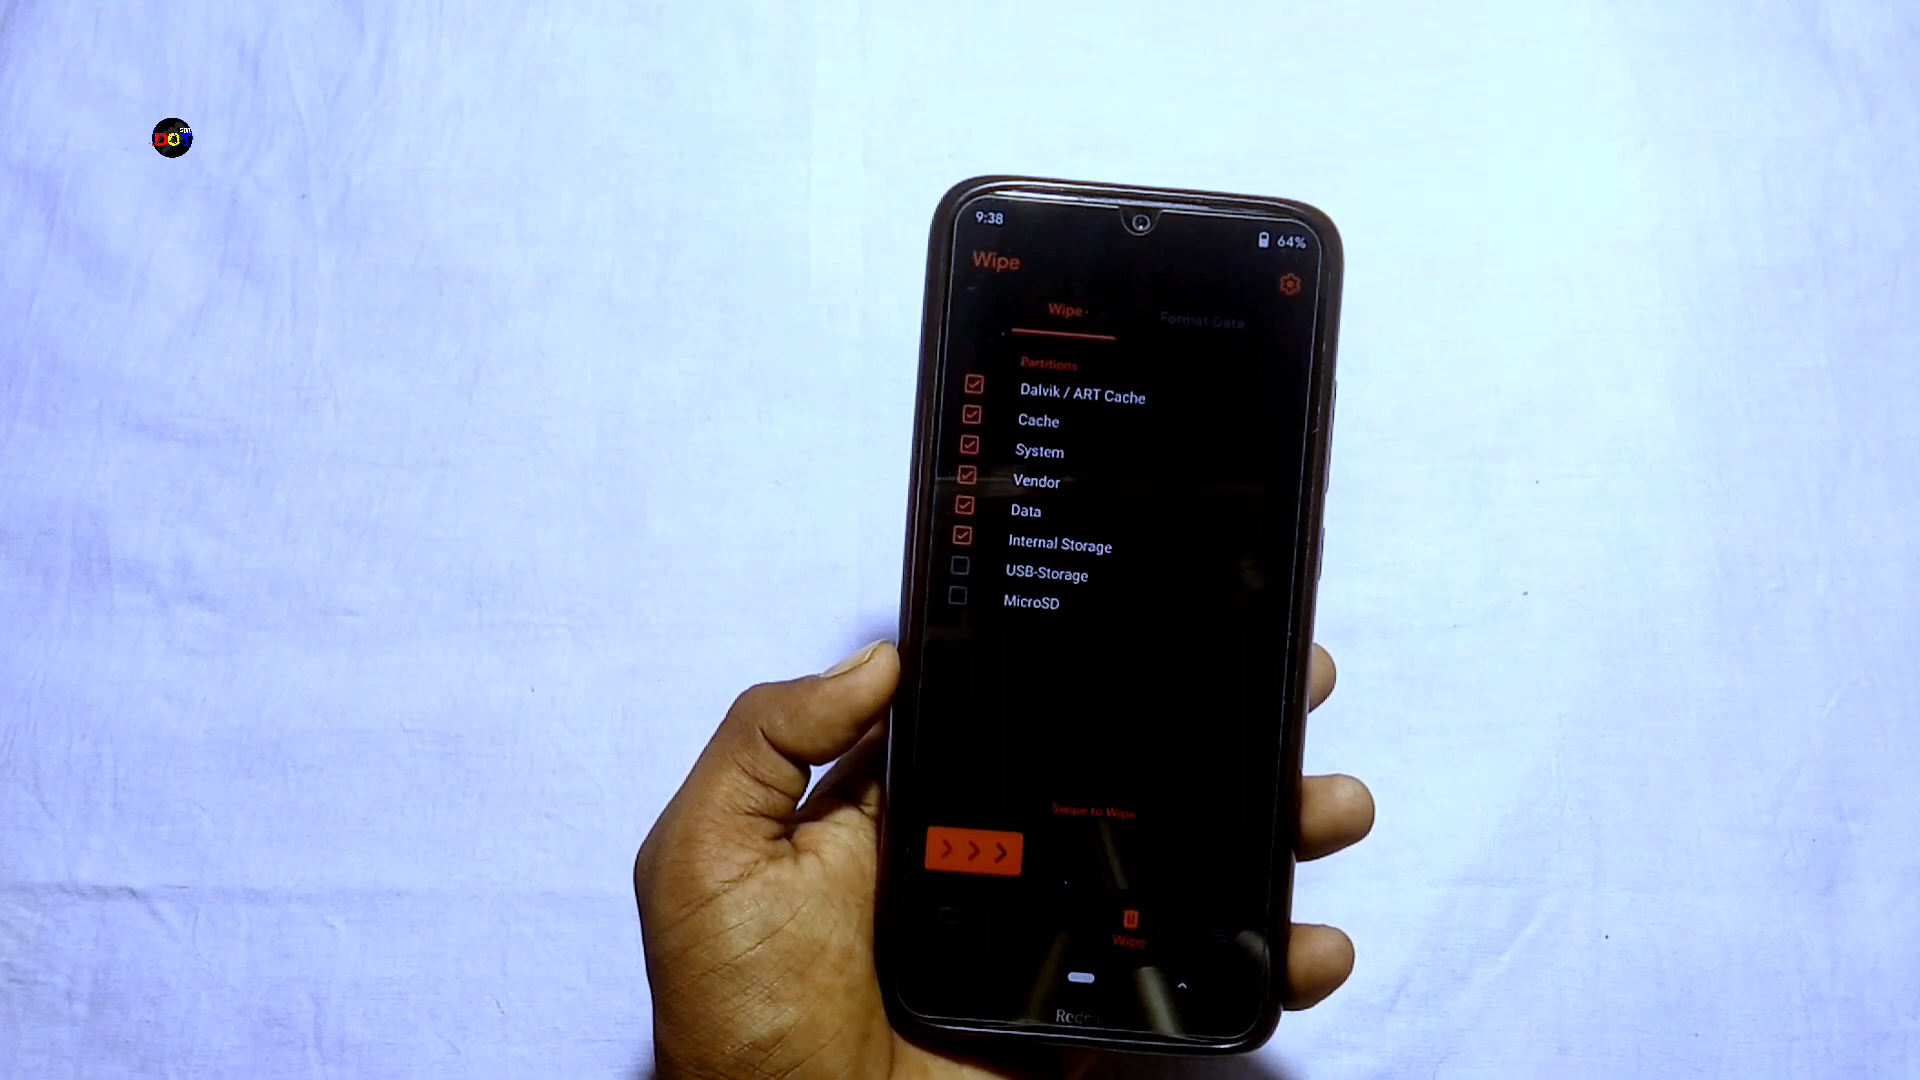 DOT
9:38
64%
Wipe
Wipe
Format Data
Partitions
Dalvik / ART Cache
Cache
System
Vendor
Data
Internal Storage
USB-Storage
MicroSD
Swipe to Wipe
Wipe